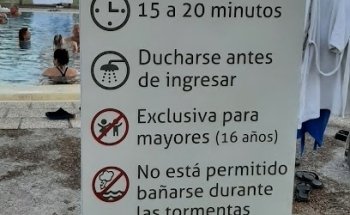 15 a 20 minutos
Ducharse antes
de ingresar
Exclusiva para
mayores (16 años)
No está permitido
bañarse durante
las tormentas